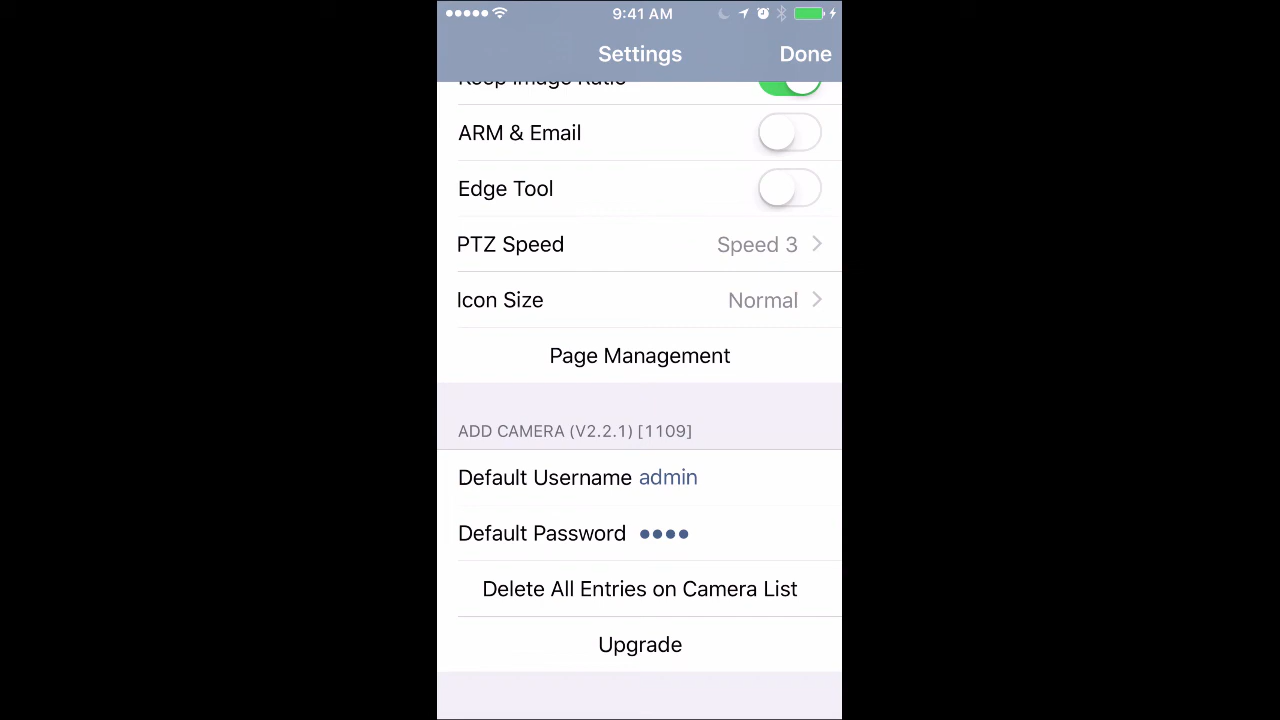 9:41 AM
Settings
Done
Keep Image Ratio
ARM & Email
Edge Tool
PTZ Speed Speed 3
Icon Size Normal
Page Management
ADD CAMERA (V2.2.1) [1109]
Default Username admin
Default Password ●●●●
Delete All Entries on Camera List
Upgrade